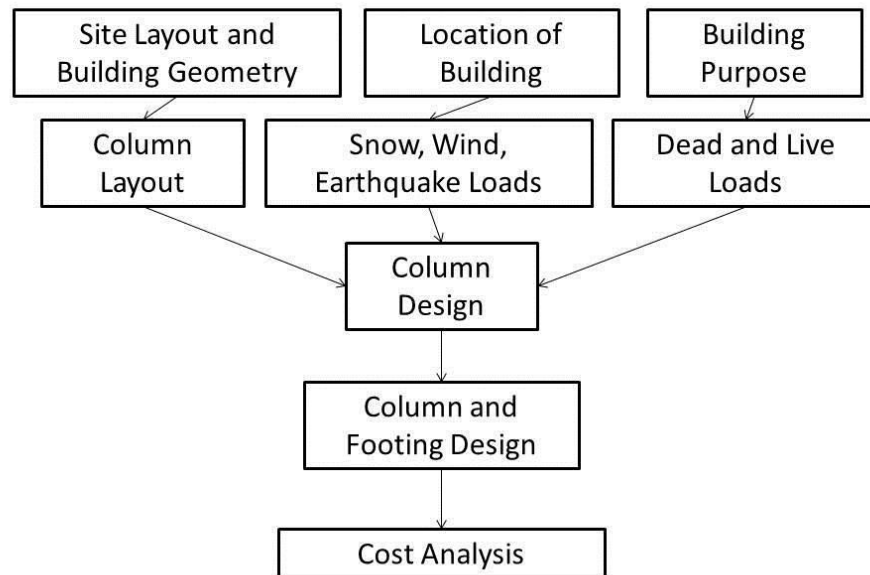 Site Layout and
Building Geometry
Location of
Building
Building
Purpose
Column
Layout
Snow, Wind,
Earthquake Loads
Dead and Live
Loads
Column
Design
Column and
Footing Design
Cost Analysis